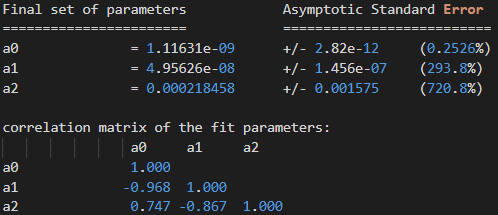 Final set of parameters            Asymptotic Standard Error
=======================            ==========================
a0              = 1.11631e-09      +/- 2.82e-12     (0.2526%)
a1              = 4.95626e-08      +/- 1.456e-07    (293.8%)
a2              = 0.000218458      +/- 0.001575     (720.8%)
correlation matrix of the fit parameters:
                a0     a1     a2
a0              1.000
a1             -0.968  1.000
a2              0.747 -0.867  1.000